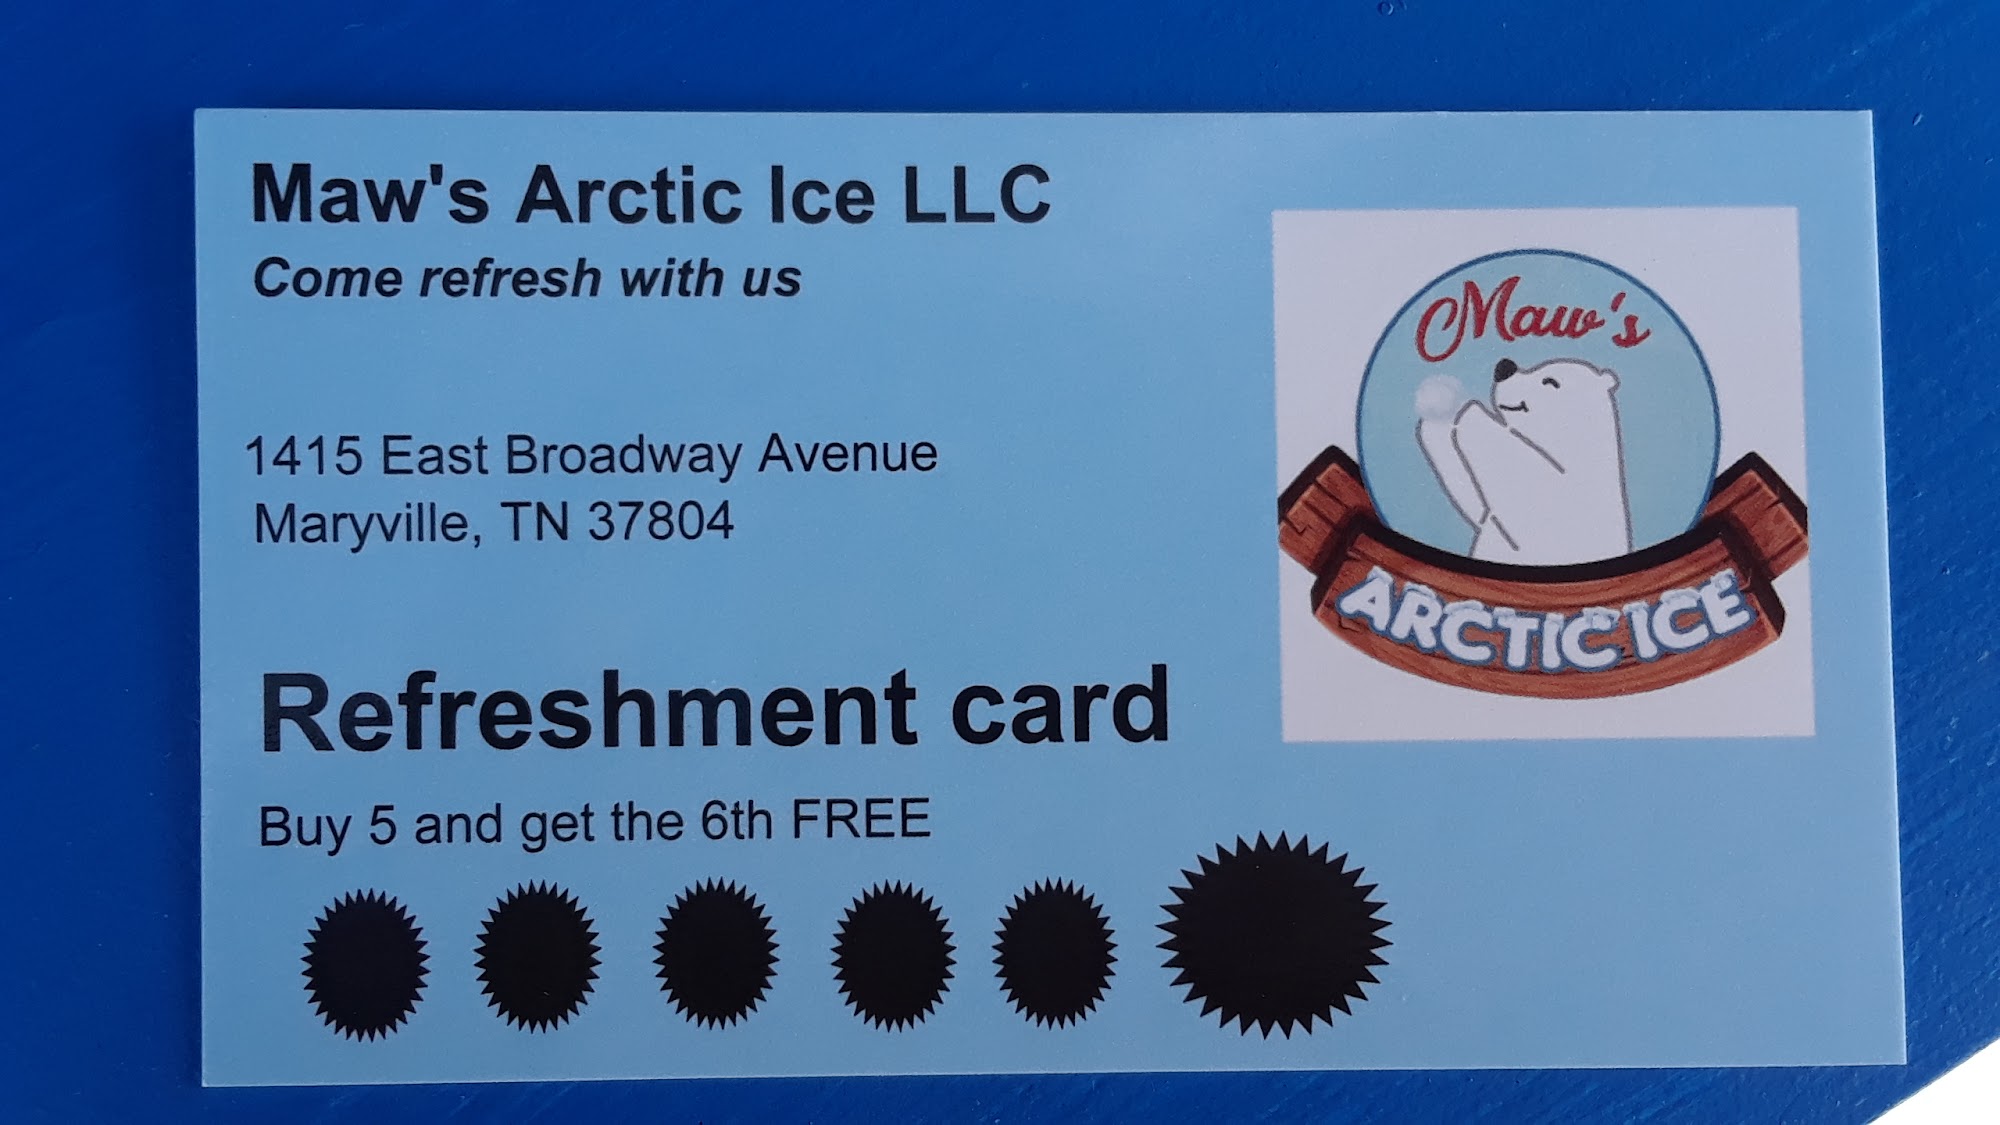 Maw's Arctic Ice LLC
Come refresh with us
1415 East Broadway Avenue
Maryville, TN 37804
Refreshment card
Buy 5 and get the 6th FREE
Maw's
ARCTIC ICE